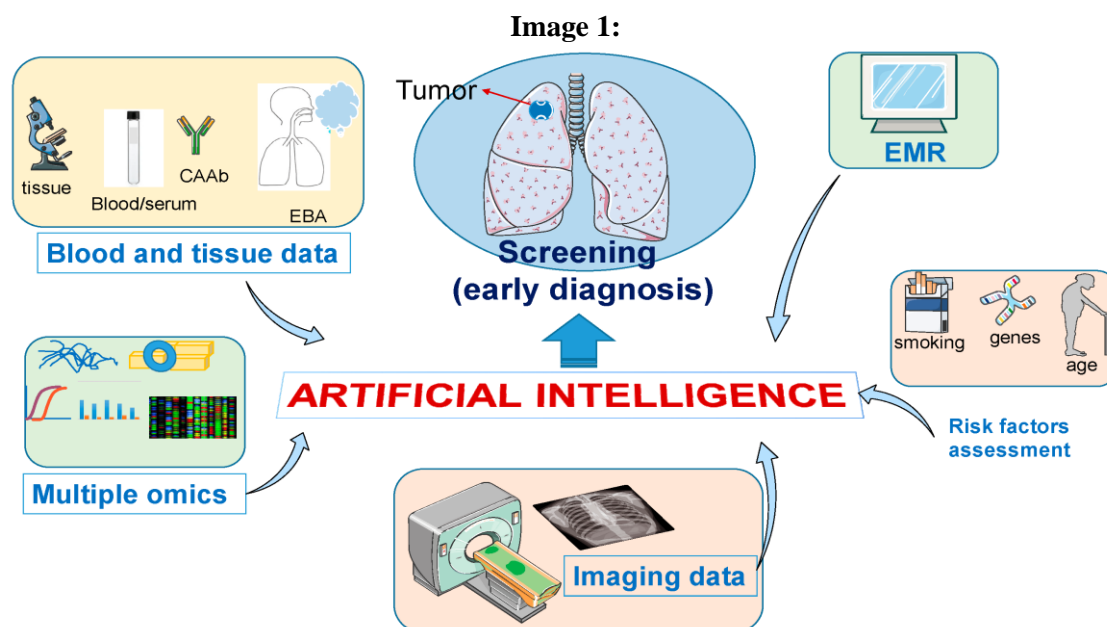 Image 1:
Tumor
tissue
Blood/serum
CAAb
EBA
Blood and tissue data
Screening
(early diagnosis)
EMR
smoking
genes
age
Multiple omics
ARTIFICIAL INTELLIGENCE
Risk factors
assessment
Imaging data